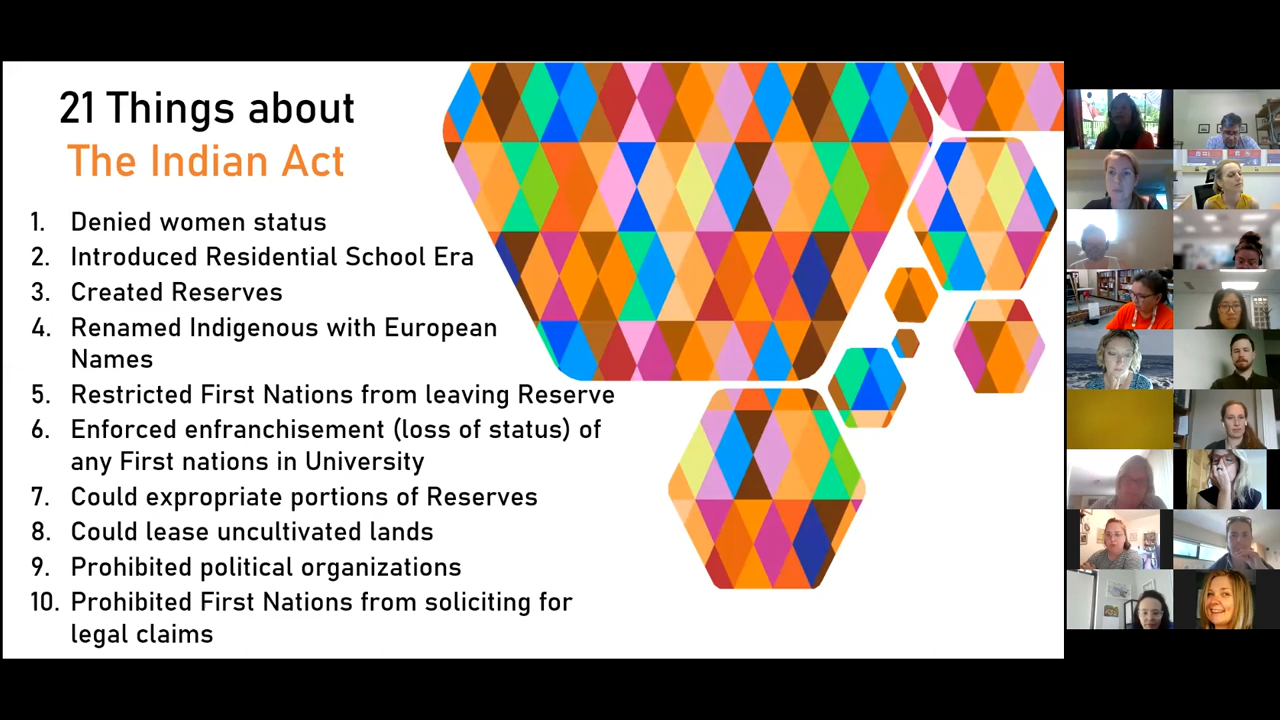 21 Things about
The Indian Act
1. Denied women status
2. Introduced Residential School Era
3. Created Reserves
4. Renamed Indigenous with European
Names
5. Restricted First Nations from leaving Reserve
6. Enforced enfranchisement (loss of status) of
any First nations in University
7. Could expropriate portions of Reserves
8. Could lease uncultivated lands
9. Prohibited political organizations
10. Prohibited First Nations from soliciting for
legal claims